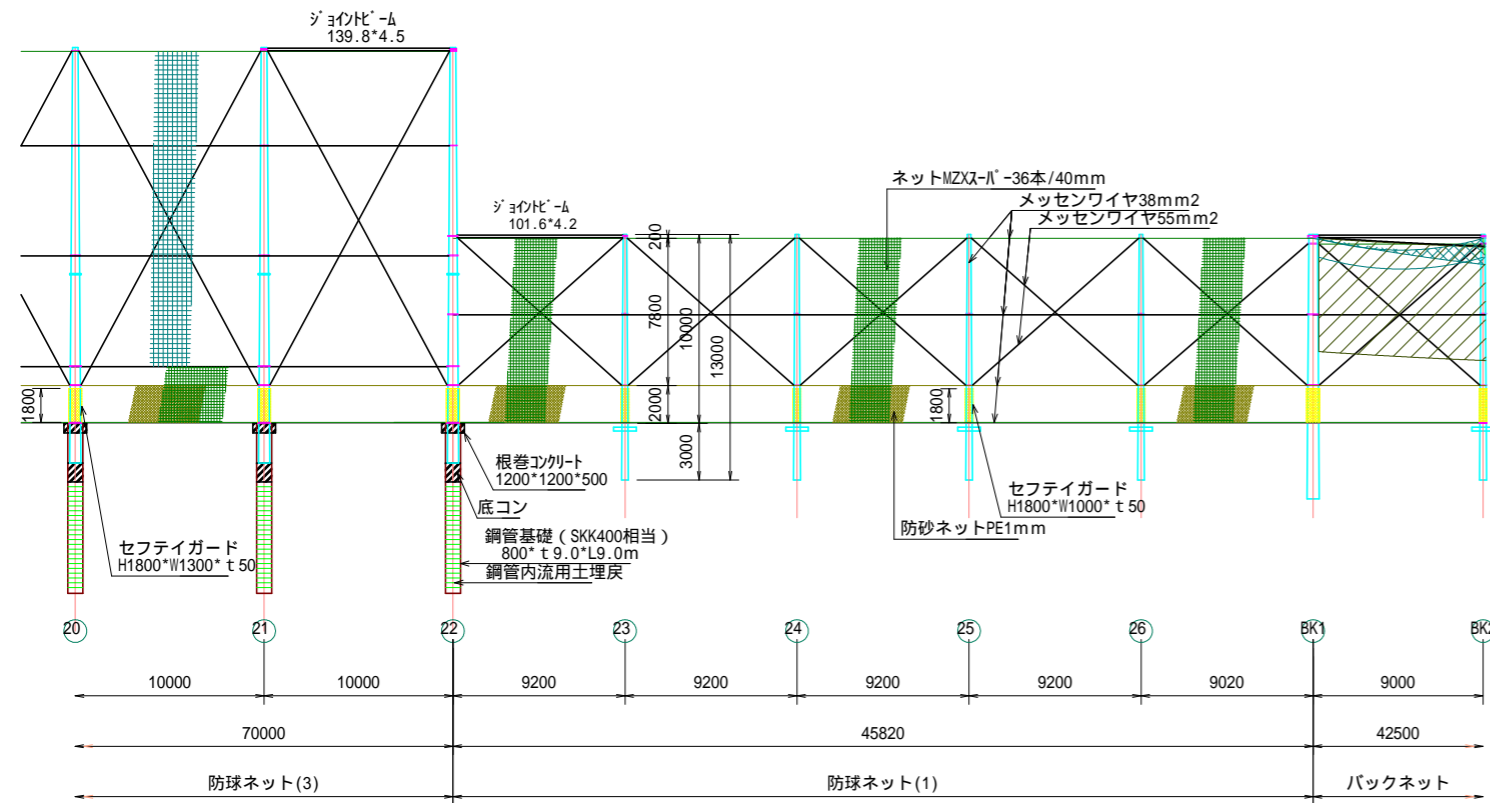 ｼﾞｮｲﾝﾄﾋﾞｰﾑ
139.8*4.5
ｼﾞｮｲﾝﾄﾋﾞｰﾑ
101.6*4.2
ネットMZXｽｰﾊﾟｰ36本/40mm
メッセンワイヤ38mm2
メッセンワイヤ55mm2
200
7800
10000
13000
2000
3000
1800
1800
根巻ｺﾝｸﾘｰﾄ
1200*1200*500
底コン
鋼管基礎（SKK400相当）
800*ｔ9.0*L9.0m
鋼管内流用土埋戻
セフテイガード
H1800*W1300*ｔ50
セフテイガード
H1800*W1000*ｔ50
防砂ネットPE1mm
20
21
22
23
24
25
26
BK1
BK2
10000
10000
9200
9200
9200
9200
9020
9000
70000
45820
42500
防球ネット(3)
防球ネット(1)
バックネット